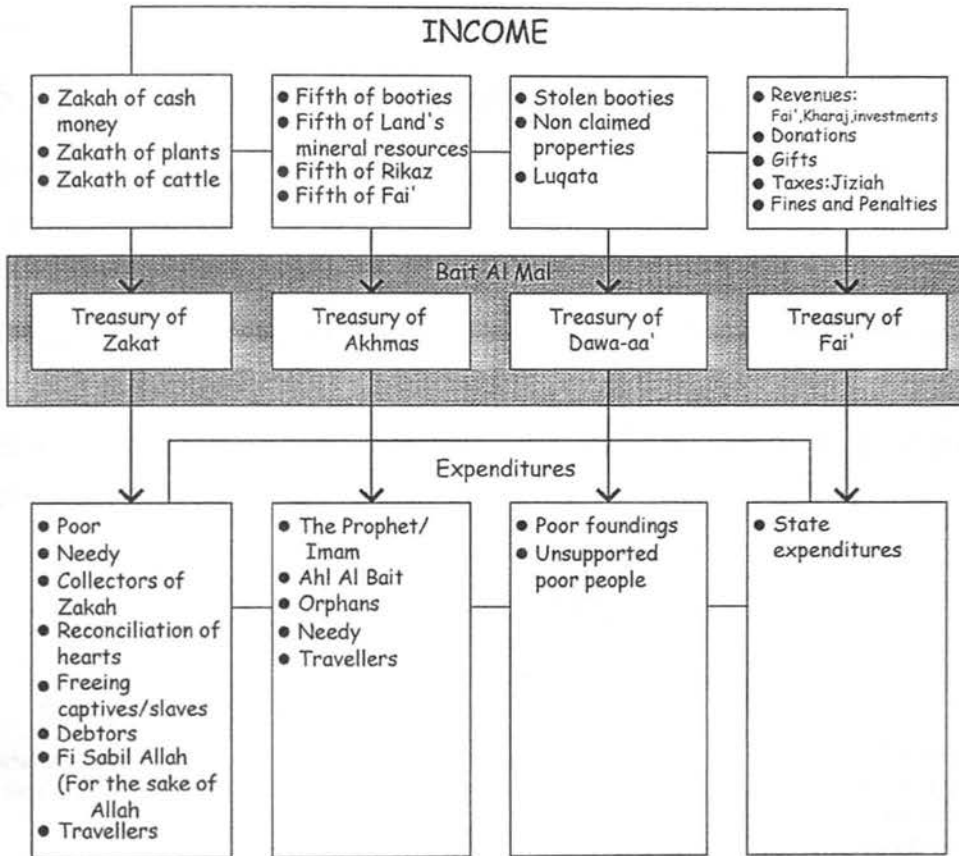 INCOME
● Zakah of cash
money
● Zakath of plants
● Zakath of cattle
● Fifth of booties
● Fifth of Land's
mineral resources
● Fifth of Rikaz
● Fifth of Fai'
● Stolen booties
● Non claimed
properties
● Luqata
● Revenues:
Fai',Kharaj,investments
● Donations
● Gifts
● Taxes:Jiziah
● Fines and Penalties
Bait Al Mal
Treasury of
Zakat
Treasury of
Akhmas
Treasury of
Dawa-aa'
Treasury of
Fai'
Expenditures
● Poor
● Needy
● Collectors of
Zakah
● Reconciliation of
hearts
● Freeing
captives/slaves
● Debtors
● Fi Sabil Allah
(For the sake of
Allah
● Travellers
● The Prophet/
Imam
● Ahl Al Bait
● Orphans
● Needy
● Travellers
● Poor foundings
● Unsupported
poor people
● State
expenditures